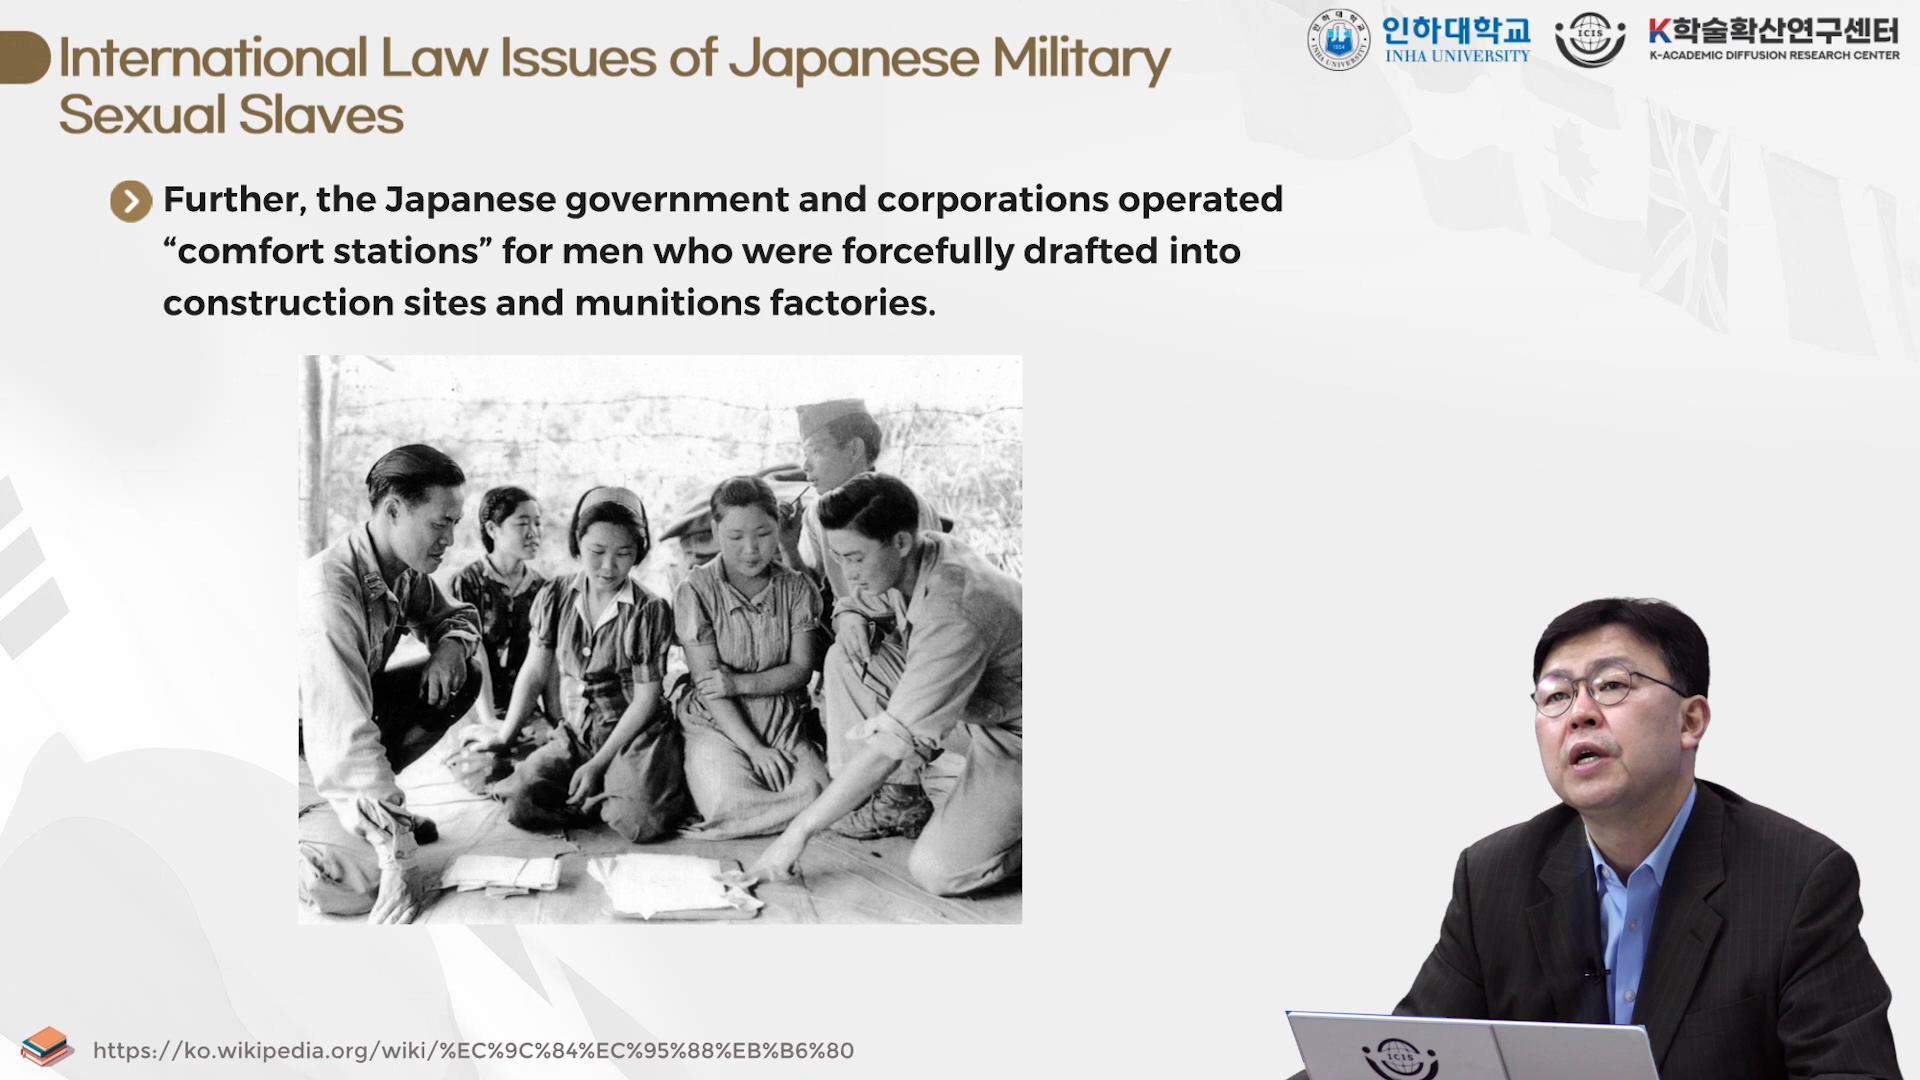 International Law Issues of Japanese Military
Sexual Slaves
인하대학교
INHA UNIVERSITY
ICIS
K학술확산연구센터
K-ACADEMIC DIFFUSION RESEARCH CENTER
Further, the Japanese government and corporations operated
“comfort stations” for men who were forcefully drafted into
construction sites and munitions factories.
ICIS
https://ko.wikipedia.org/wiki/%EC%9C%84%EC%95%88%EB%B6%80